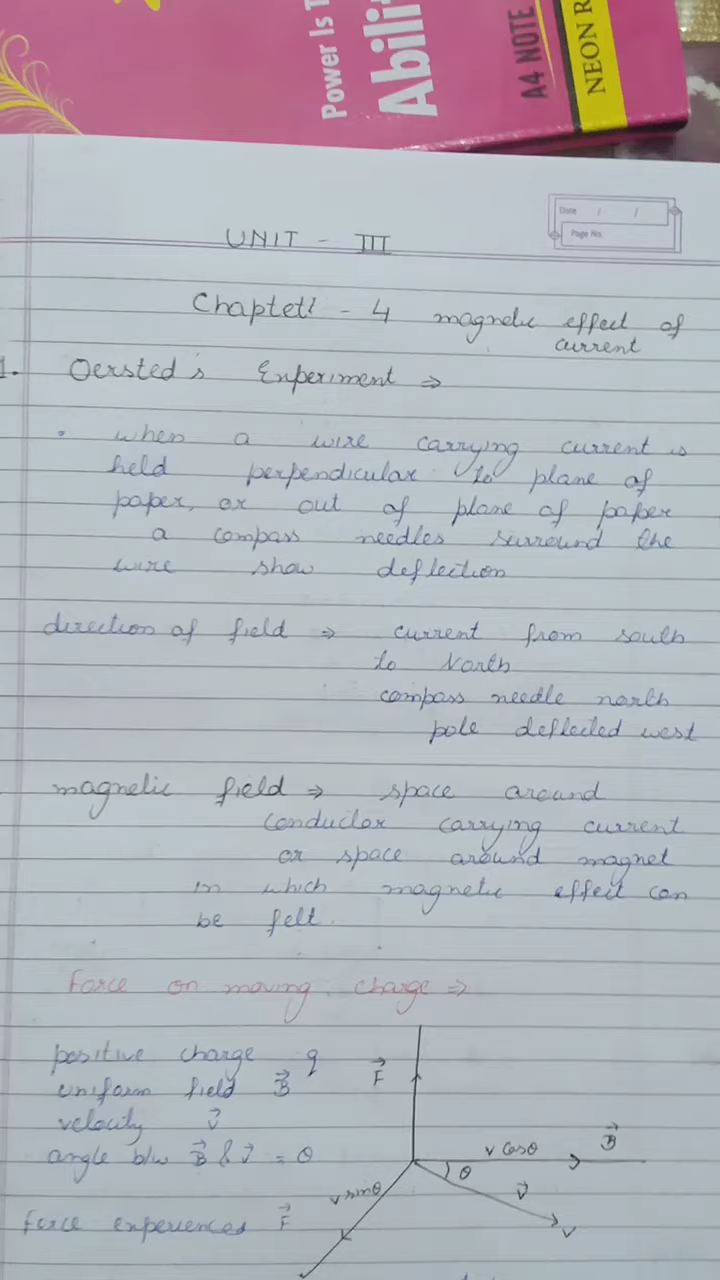 Power Is T
Abilit
A4 NOTE
NEON R
Date / /
Page No.
UNIT - III
Chapter - 4 magnetic effect of
current
1. Oersted's Experiment ⇒
• when a wire carrying current is
held perpendicular to plane of
paper, or out of plane of paper
a compass needles surround the
wire show deflection
direction of field ⇒ current from south
to North
compass needle north
pole deflected west
magnetic field ⇒ space around
conductor carrying current
or space around magnet
in which magnetic effect can
be felt.
Force on moving charge ⇒
positive charge q
uniform field B⃗
velocity v⃗
angle b/w B⃗ & v⃗ = θ
Force experiences F⃗
F⃗
v cosθ
B⃗
θ
v⃗
v
v sinθ